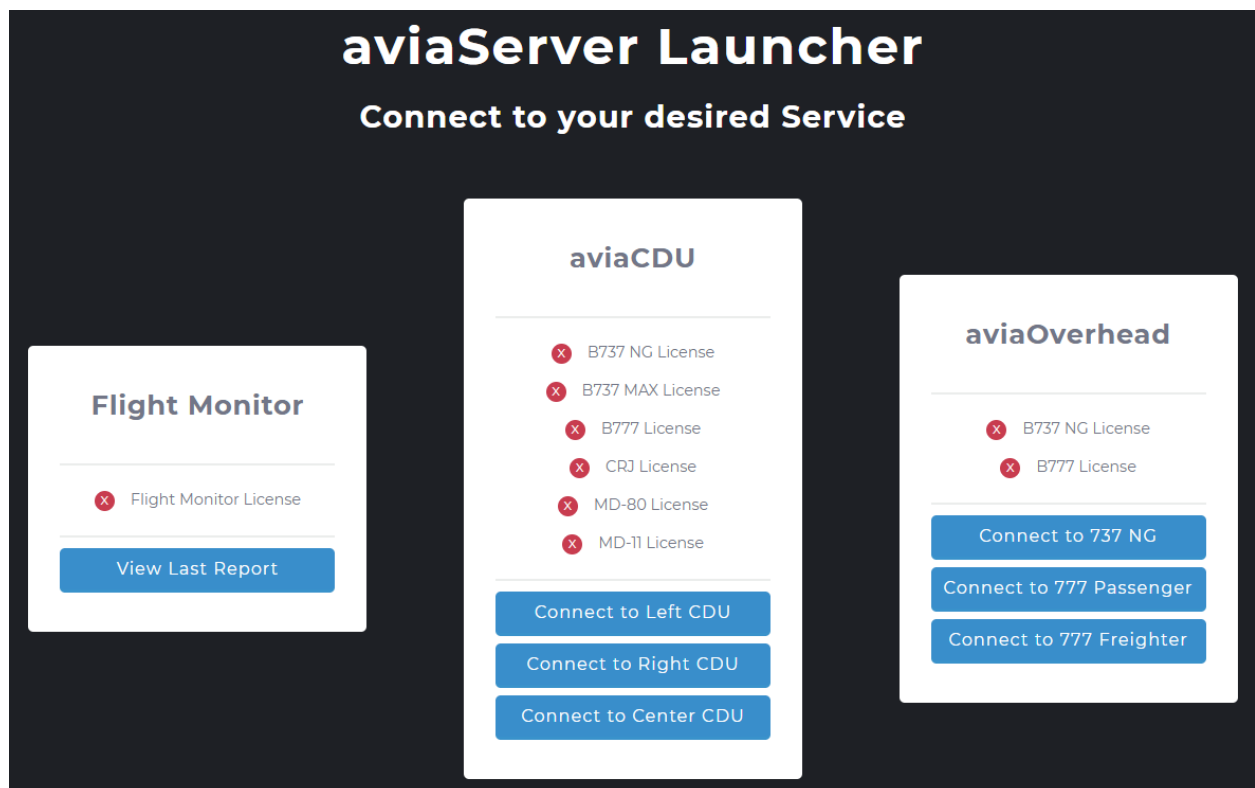 aviaServer Launcher
Connect to your desired Service
Flight Monitor
X Flight Monitor License
View Last Report
aviaCDU
X B737 NG License
X B737 MAX License
X B777 License
X CRJ License
X MD-80 License
X MD-11 License
Connect to Left CDU
Connect to Right CDU
Connect to Center CDU
aviaOverhead
X B737 NG License
X B777 License
Connect to 737 NG
Connect to 777 Passenger
Connect to 777 Freighter